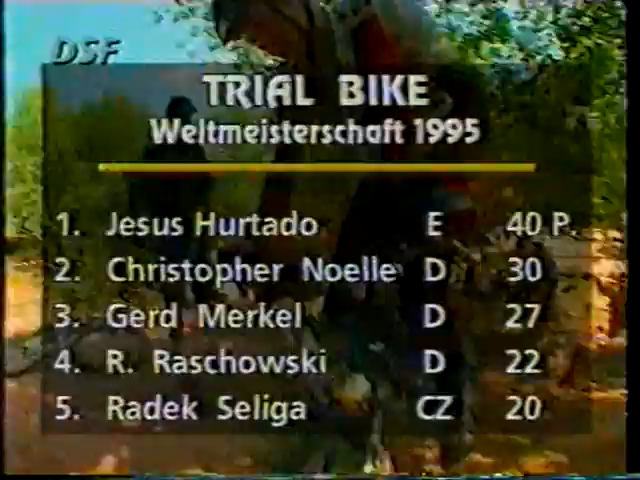 DSF
TRIAL BIKE
Weltmeisterschaft 1995
1. Jesus Hurtado E 40 P.
2. Christopher Noelle D 30
3. Gerd Merkel D 27
4. R. Raschowski D 22
5. Radek Seliga CZ 20